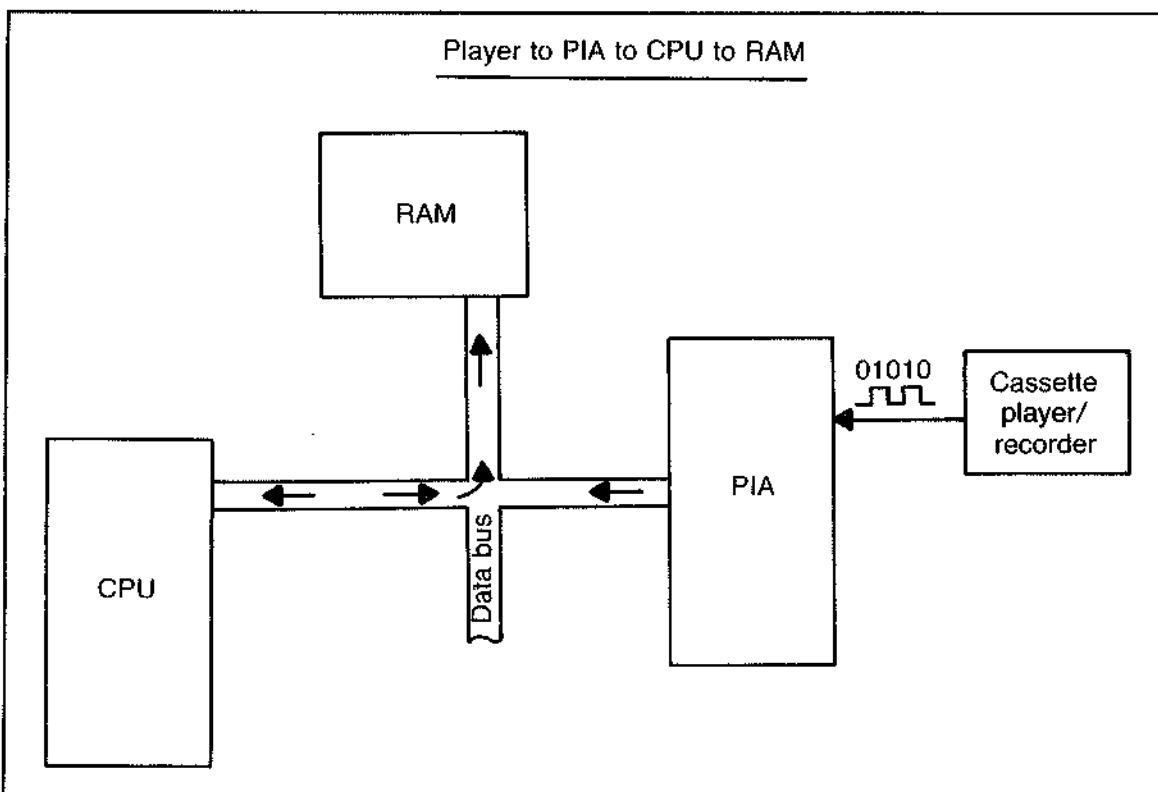 Player to PIA to CPU to RAM
RAM
01010
Cassette
player/
recorder
PIA
CPU
Data bus